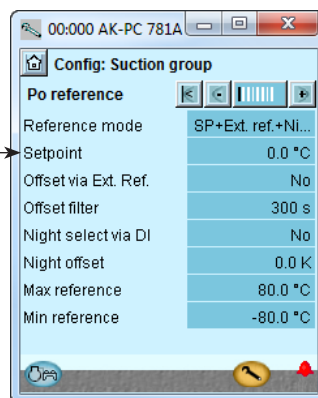 00:000 AK-PC 781A
Config: Suction group
Po reference
Reference mode SP+Ext. ref.+Ni...
Setpoint 0.0 °C
Offset via Ext. Ref. No
Offset filter 300 s
Night select via DI No
Night offset 0.0 K
Max reference 80.0 °C
Min reference -80.0 °C